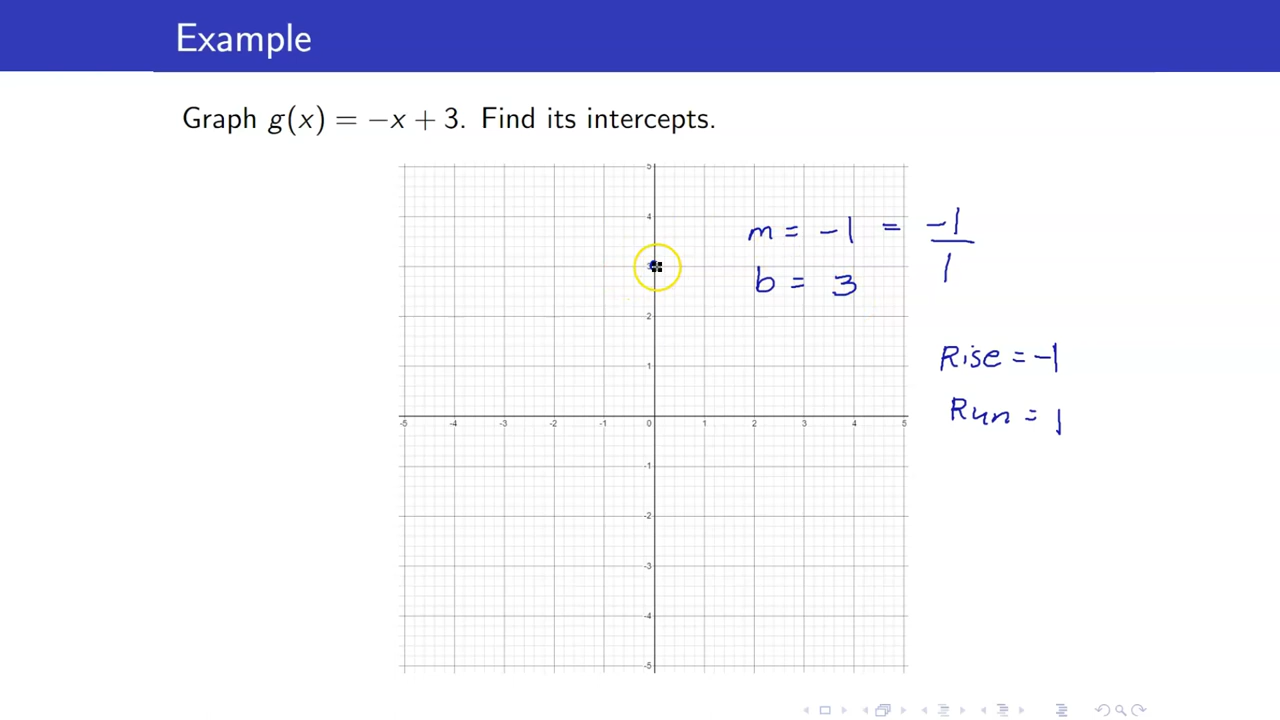 Example
Graph g(x) = −x + 3. Find its intercepts.
5
4
m = −1 = −1/1
b = 3
2
1
Rise = −1
Run = 1
-5 -4 -3 -2 -1 0 1 2 3 4 5
-1
-2
-3
-4
-5